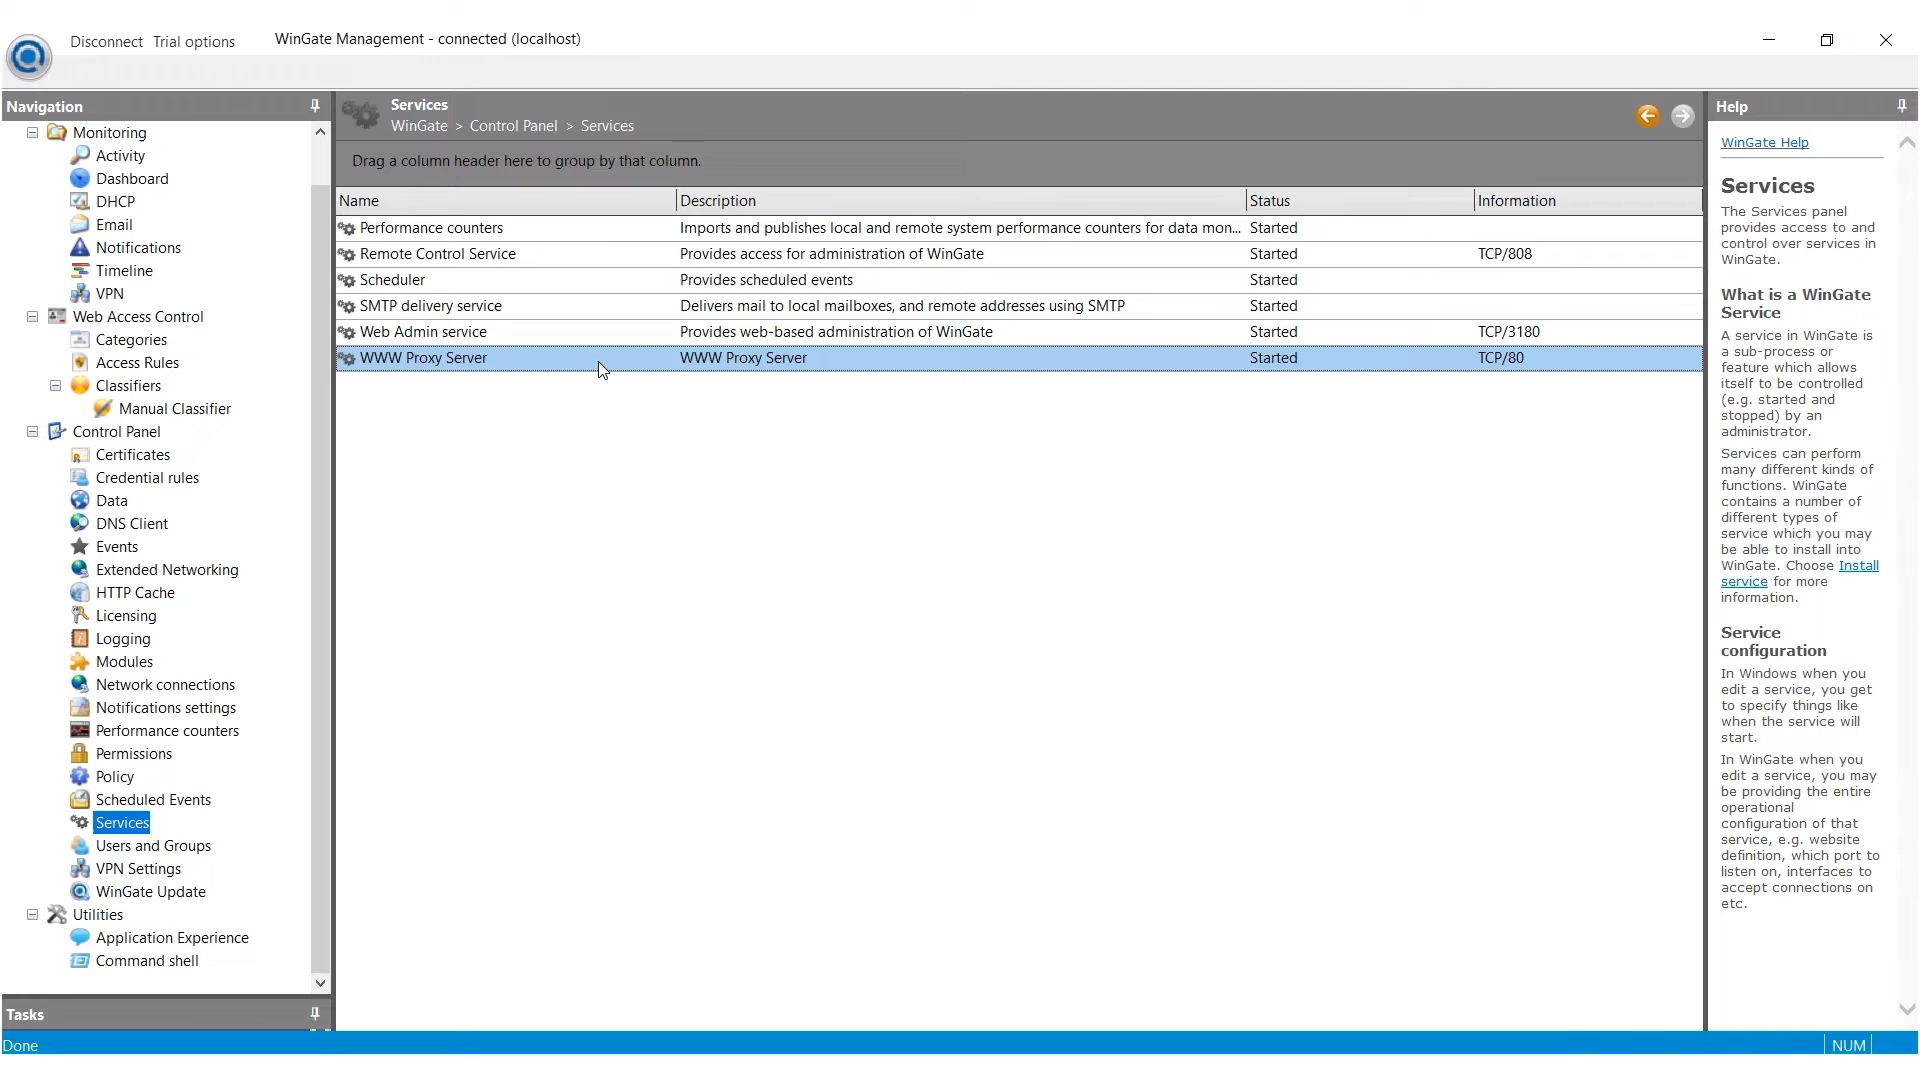 Disconnect Trial options WinGate Management - connected (localhost)
Navigation
Monitoring
Activity
Dashboard
DHCP
Email
Notifications
Timeline
VPN
Web Access Control
Categories
Access Rules
Classifiers
Manual Classifier
Control Panel
Certificates
Credential rules
Data
DNS Client
Events
Extended Networking
HTTP Cache
Licensing
Logging
Modules
Network connections
Notifications settings
Performance counters
Permissions
Policy
Scheduled Events
Services
Users and Groups
VPN Settings
WinGate Update
Utilities
Application Experience
Command shell
Tasks
Services
WinGate > Control Panel > Services
Drag a column header here to group by that column.
Name Description Status Information
Performance counters Imports and publishes local and remote system performance counters for data mon... Started
Remote Control Service Provides access for administration of WinGate Started TCP/808
Scheduler Provides scheduled events Started
SMTP delivery service Delivers mail to local mailboxes, and remote addresses using SMTP Started
Web Admin service Provides web-based administration of WinGate Started TCP/3180
WWW Proxy Server WWW Proxy Server Started TCP/80
Help
WinGate Help
Services
The Services panel
provides access to and
control over services in
WinGate.
What is a WinGate
Service
A service in WinGate is
a sub-process or
feature which allows
itself to be controlled
(e.g. started and
stopped) by an
administrator.
Services can perform
many different kinds of
functions. WinGate
contains a number of
different types of
service which you may
be able to install into
WinGate. Choose Install
service for more
information.
Service
configuration
In Windows when you
edit a service, you get
to specify things like
when the service will
start.
In WinGate when you
edit a service, you may
be providing the entire
operational
configuration of that
service, e.g. website
definition, which port to
listen on, interfaces to
accept connections on
etc.
Done NUM